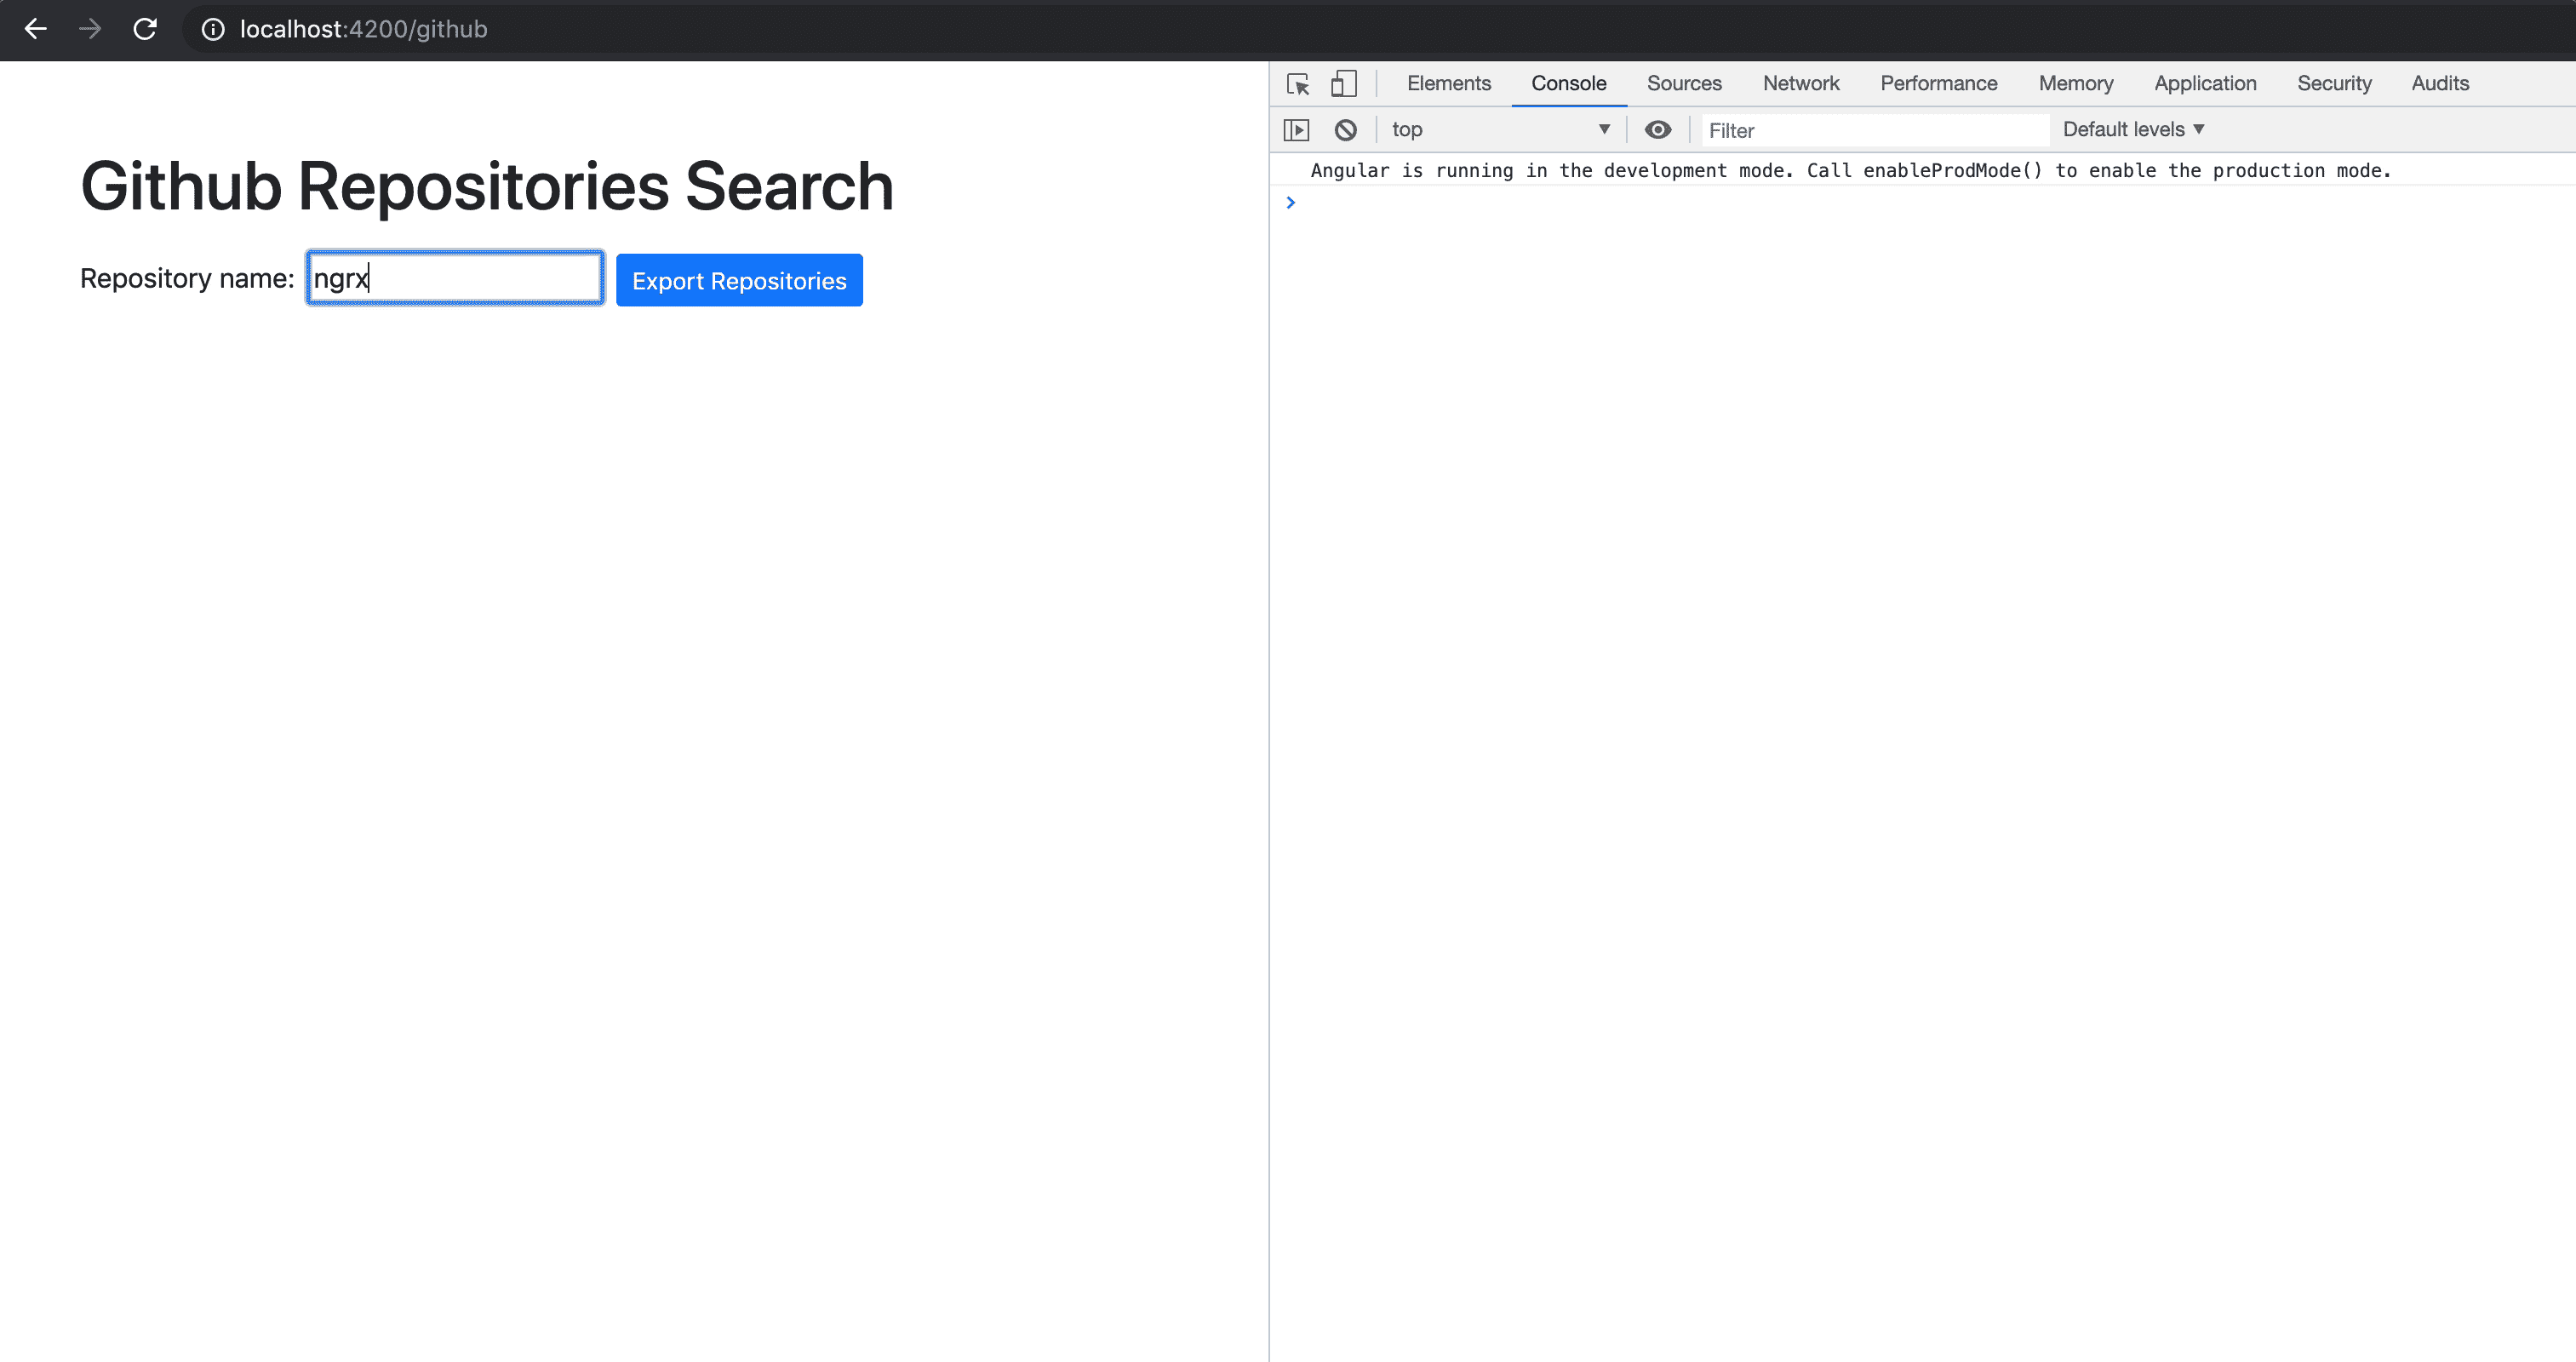 localhost:4200/github
Github Repositories Search
Repository name: ngrx Export Repositories
Elements Console Sources Network Performance Memory Application Security Audits
top Filter Default levels
Angular is running in the development mode. Call enableProdMode() to enable the production mode.